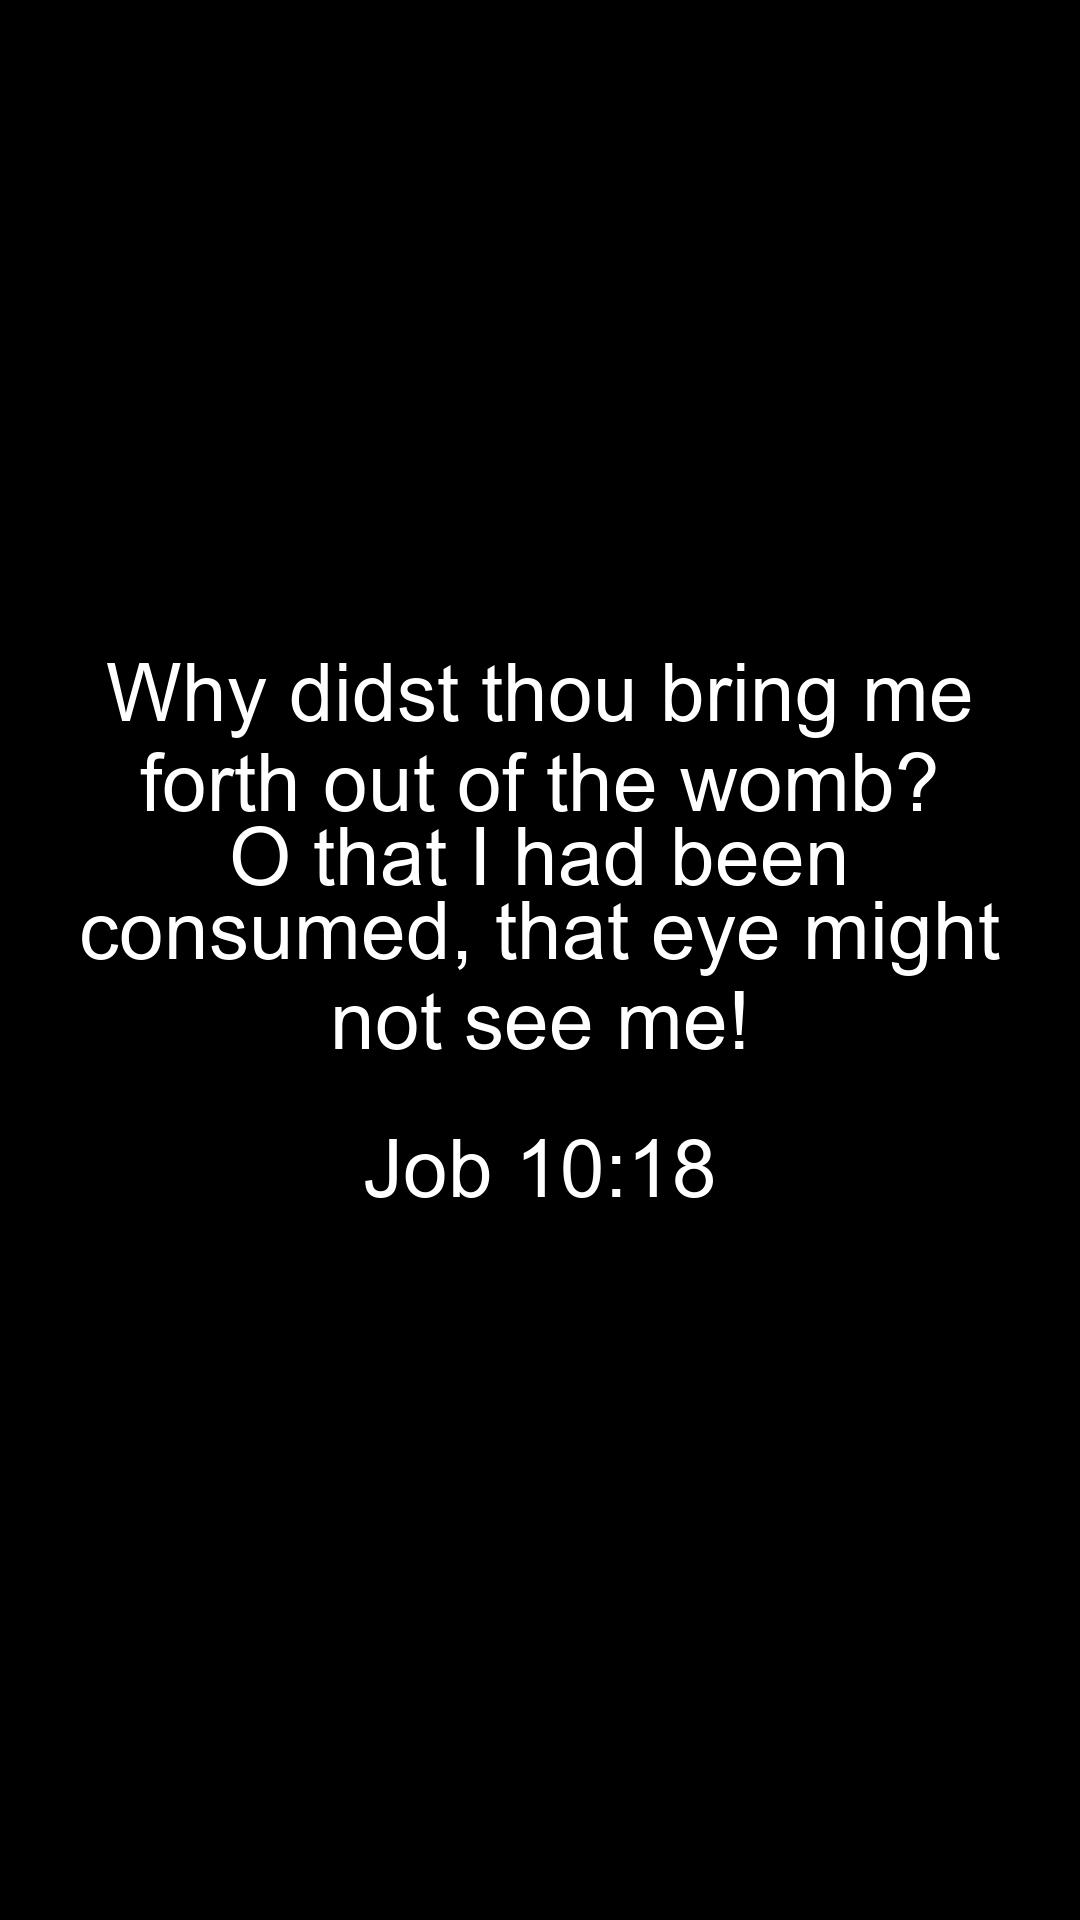 Why didst thou bring me
forth out of the womb?
O that I had been
consumed, that eye might
not see me!
Job 10:18